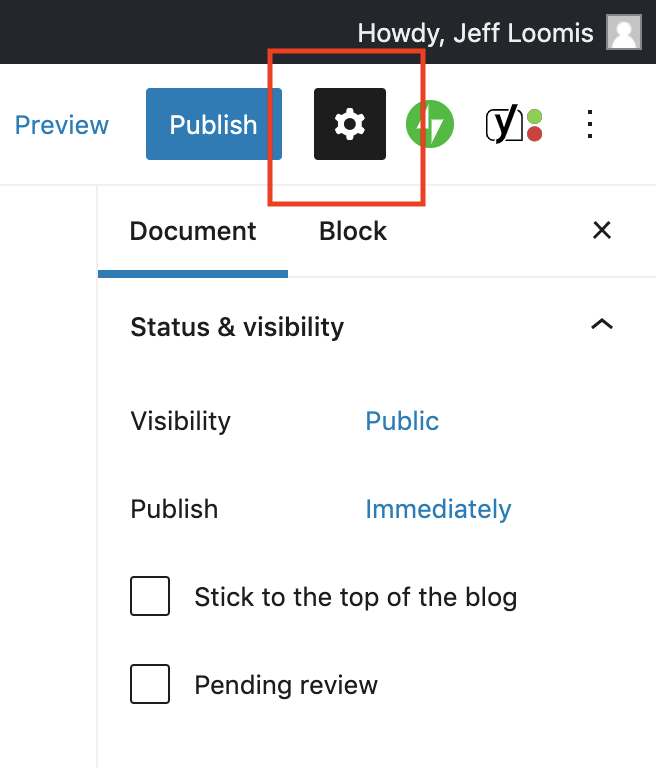 Howdy, Jeff Loomis
Preview Publish y
Document Block
Status & visibility
Visibility Public
Publish Immediately
Stick to the top of the blog
Pending review